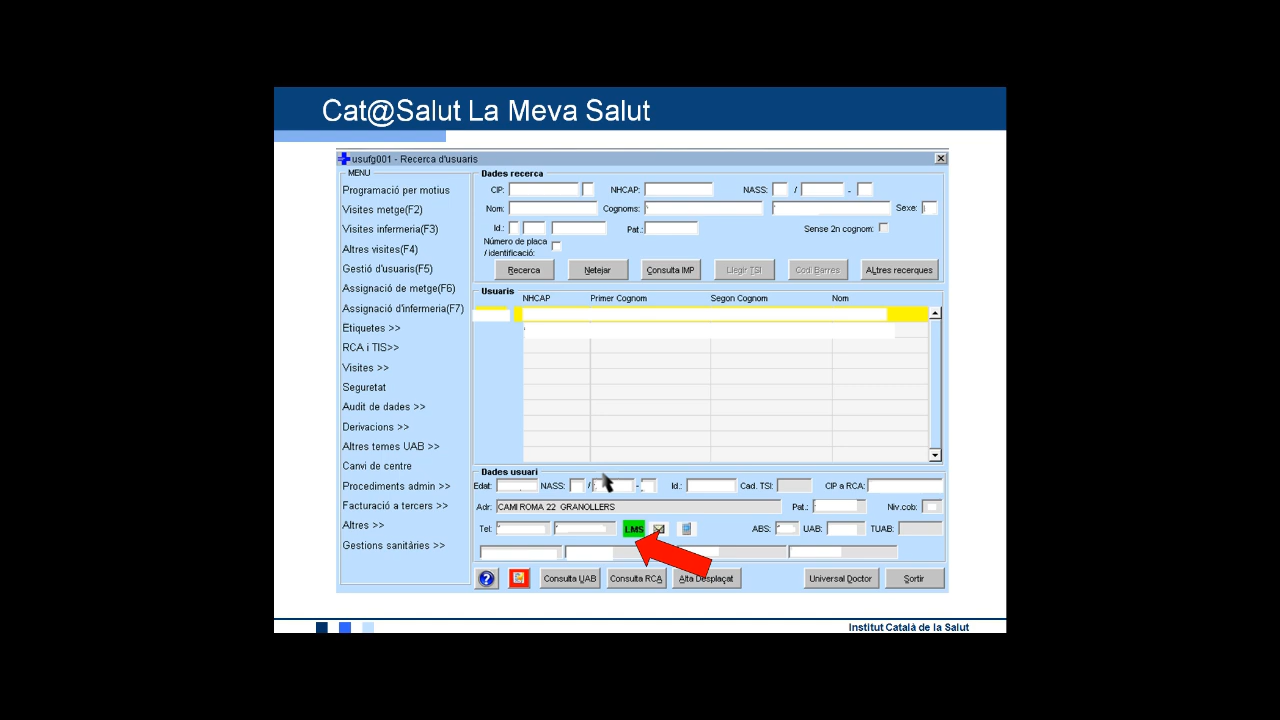 Cat@Salut La Meva Salut
usufg001 - Recerca d'usuaris
MENU
Programació per motius
Visites metge(F2)
Visites infermeria(F3)
Altres visites(F4)
Gestió d'usuaris(F5)
Assignació de metge(F6)
Assignació d'infermeria(F7)
Etiquetes >>
RCA i TIS>>
Visites >>
Seguretat
Audit de dades >>
Derivacions >>
Altres temes UAB >>
Canvi de centre
Procediments admin >>
Facturació a tercers >>
Altres >>
Gestions sanitàries >>
Dades recerca
CIP: NHCAP: NASS: / -
Nom: Cognoms: Sexe:
Id.: Pat.: Sense 2n cognom:
Número de placa
/ identificació:
Recerca Netejar Consulta IMP Llegir TSI Codi Barres ALtres recerques
Usuaris
NHCAP Primer Cognom Segon Cognom Nom
Dades usuari
Edat: NASS: / - Id.: Cad. TSI: CIP a RCA:
Adr: CAMI ROMA 22 GRANOLLERS Pat.: Niv.cob:
Tel: LMS ABS: UAB: TUAB:
Consulta UAB Consulta RCA Alta Desplaçat Universal Doctor Sortir
Institut Català de la Salut